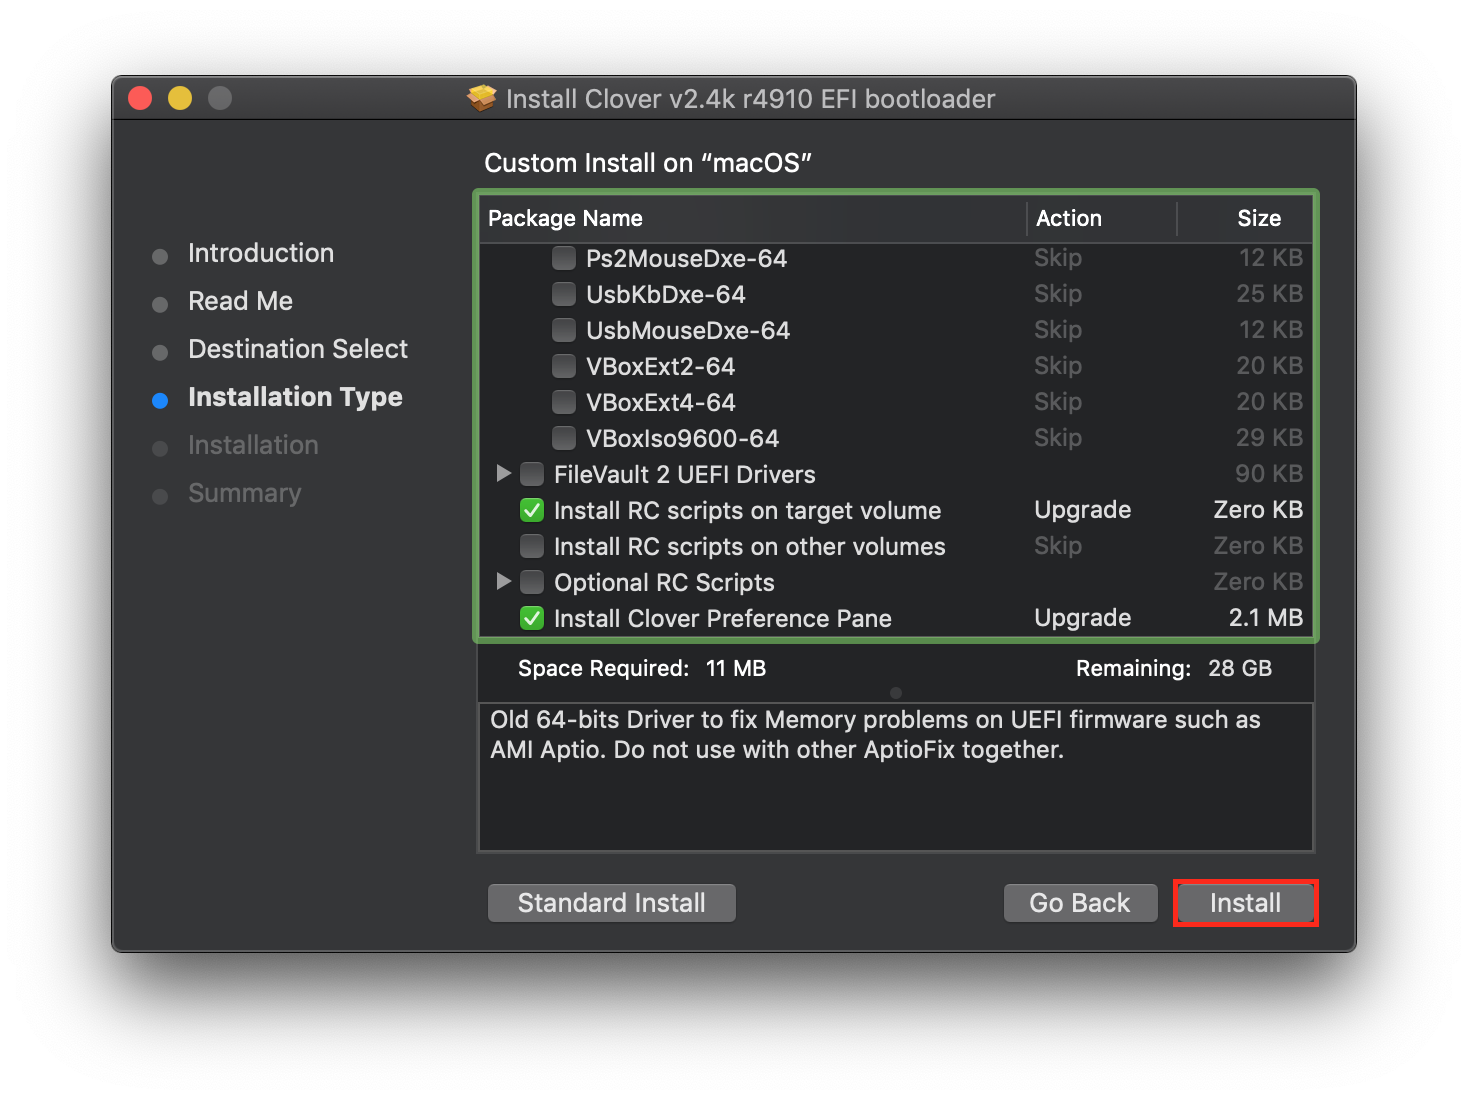 Install Clover v2.4k r4910 EFI bootloader
Custom Install on “macOS”
Introduction
Read Me
Destination Select
Installation Type
Installation
Summary
Package Name Action Size
Ps2MouseDxe-64 Skip 12 KB
UsbKbDxe-64 Skip 25 KB
UsbMouseDxe-64 Skip 12 KB
VBoxExt2-64 Skip 20 KB
VBoxExt4-64 Skip 20 KB
VBoxIso9600-64 Skip 29 KB
FileVault 2 UEFI Drivers 90 KB
Install RC scripts on target volume Upgrade Zero KB
Install RC scripts on other volumes Skip Zero KB
Optional RC Scripts Zero KB
Install Clover Preference Pane Upgrade 2.1 MB
Space Required: 11 MB Remaining: 28 GB
Old 64-bits Driver to fix Memory problems on UEFI firmware such as
AMI Aptio. Do not use with other AptioFix together.
Standard Install Go Back Install